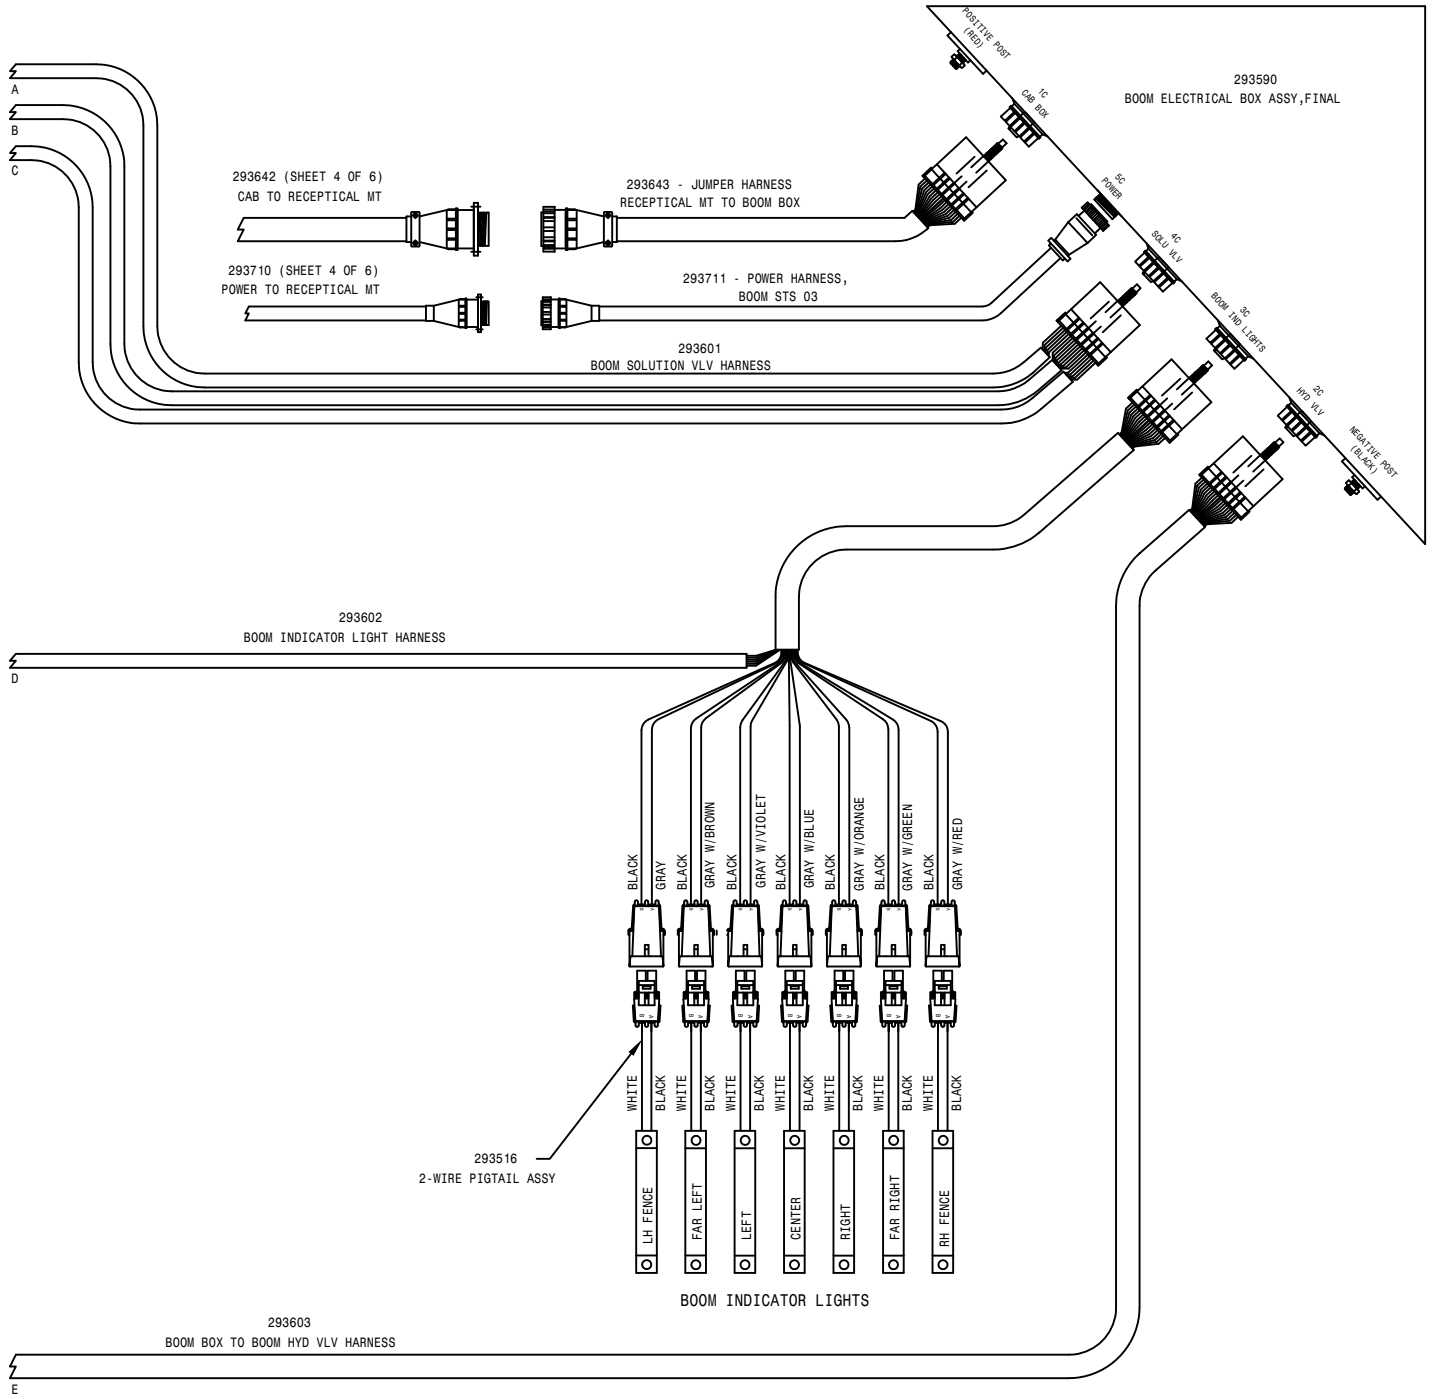 POSITIVE POST
(RED)
293590
BOOM ELECTRICAL BOX ASSY,FINAL
1C
CAB BOX
A
B
C
293642 (SHEET 4 OF 6)
CAB TO RECEPTICAL MT
293643 - JUMPER HARNESS
RECEPTICAL MT TO BOOM BOX
5C
POWER
4C
SOLU VLV
293710 (SHEET 4 OF 6)
POWER TO RECEPTICAL MT
293711 - POWER HARNESS,
BOOM STS 03
3C
BOOM IND LIGHTS
293601
BOOM SOLUTION VLV HARNESS
2C
HYD VLV
NEGATIVE POST
(BLACK)
293602
BOOM INDICATOR LIGHT HARNESS
D
BLACK
GRAY
BLACK
GRAY W/BROWN
BLACK
GRAY W/VIOLET
BLACK
GRAY W/BLUE
BLACK
GRAY W/ORANGE
BLACK
GRAY W/GREEN
BLACK
GRAY W/RED
B A
B A
B A
B A
B A
B A
B A
B A
B A
B A
B A
B A
B A
B A
WHITE
BLACK
WHITE
BLACK
WHITE
BLACK
WHITE
BLACK
WHITE
BLACK
WHITE
BLACK
WHITE
BLACK
293516
2-WIRE PIGTAIL ASSY
LH FENCE
FAR LEFT
LEFT
CENTER
RIGHT
FAR RIGHT
RH FENCE
BOOM INDICATOR LIGHTS
293603
BOOM BOX TO BOOM HYD VLV HARNESS
E